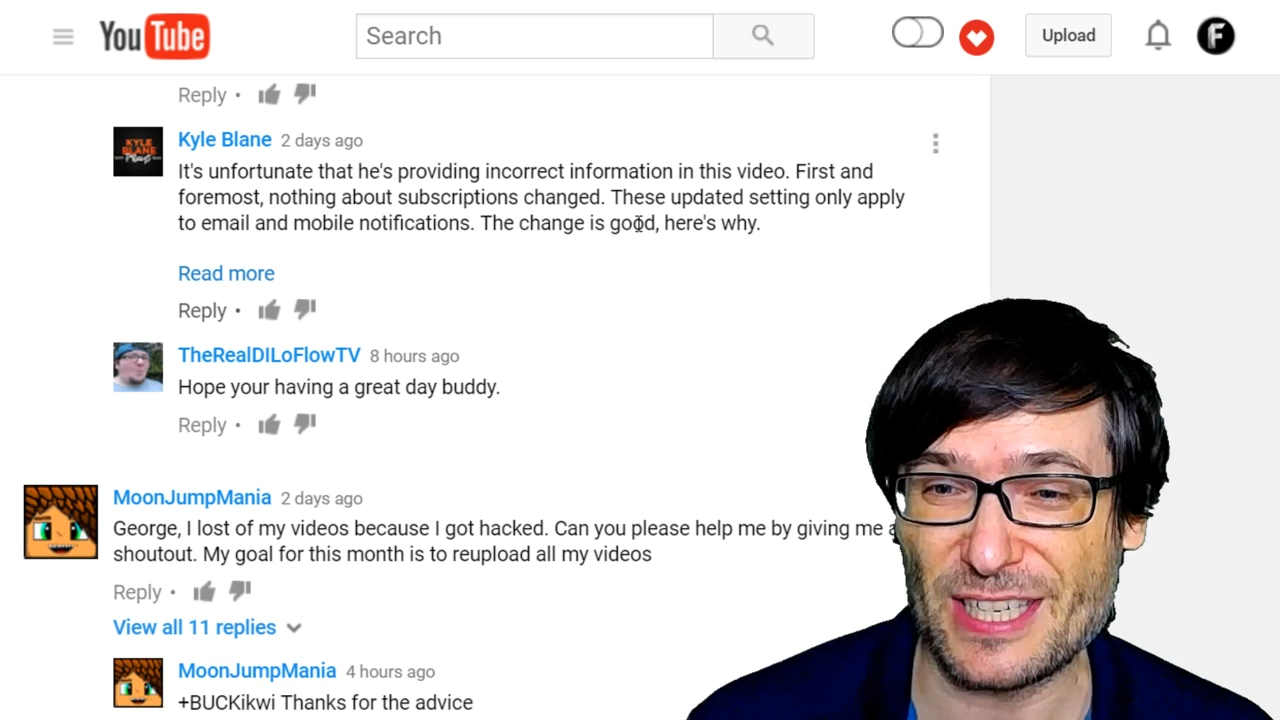 YouTube
Search
Upload
F
Reply •
Kyle Blane 2 days ago
KYLE
BLANE
It's unfortunate that he's providing incorrect information in this video. First and
foremost, nothing about subscriptions changed. These updated setting only apply
to email and mobile notifications. The change is good, here's why.
Read more
Reply •
TheRealDILoFlowTV 8 hours ago
Hope your having a great day buddy.
Reply •
MoonJumpMania 2 days ago
George, I lost of my videos because I got hacked. Can you please help me by giving me a
shoutout. My goal for this month is to reupload all my videos
Reply •
View all 11 replies
MoonJumpMania 4 hours ago
+BUCKikwi Thanks for the advice